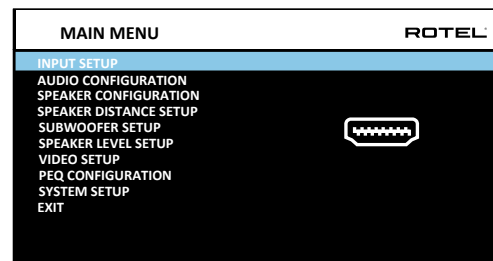 MAIN MENU
ROTEL
INPUT SETUP
AUDIO CONFIGURATION
SPEAKER CONFIGURATION
SPEAKER DISTANCE SETUP
SUBWOOFER SETUP
SPEAKER LEVEL SETUP
VIDEO SETUP
PEQ CONFIGURATION
SYSTEM SETUP
EXIT